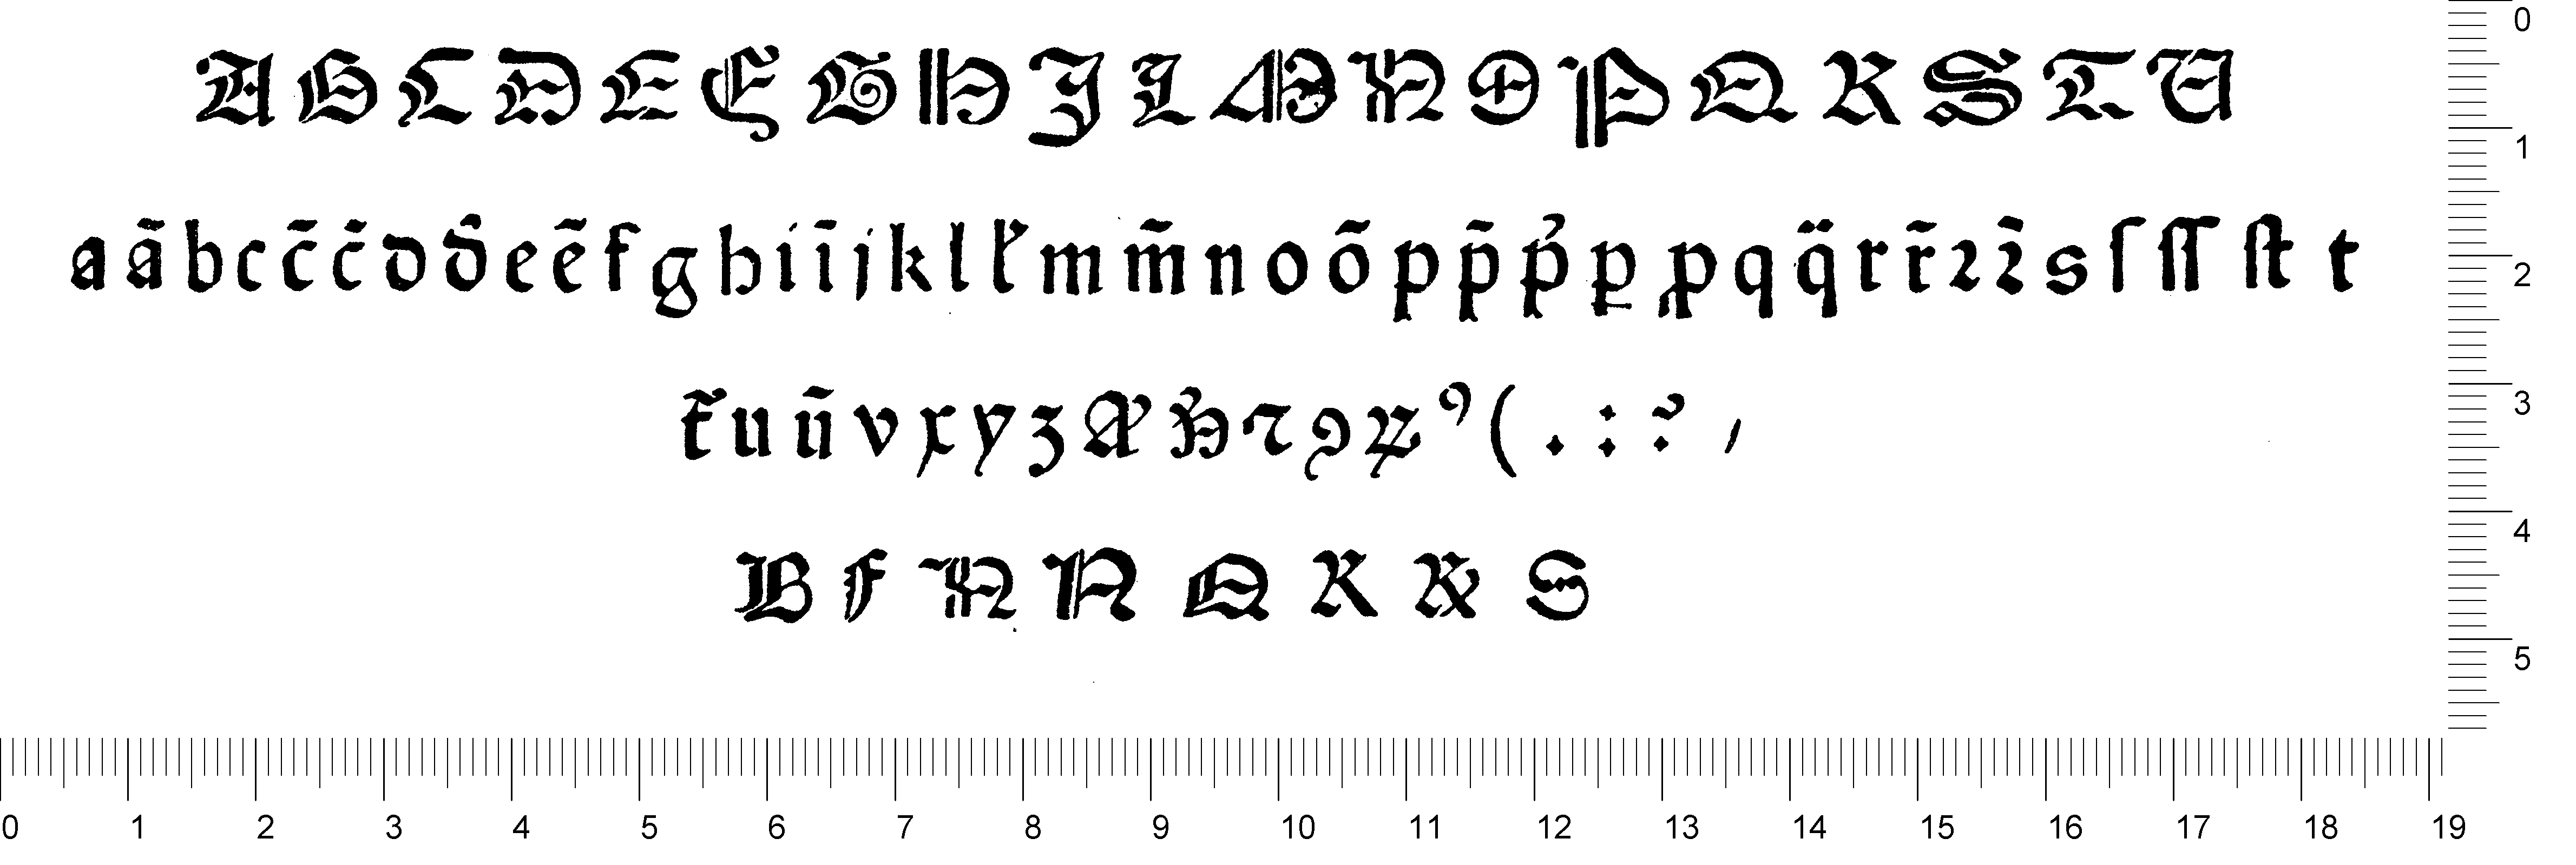 A B C D E F G H J L M N O P Q R S T U
a ã b c c̄ c̄ d d̄ e ẽ f g h i ī j k l l̉ m m̄ n o õ p p̄ p̉ ꝑ ꝓ q q̈ r r̄ ꝛ ꝛ̄ s ſ ſſ ſt t
t̃ u ũ v x y z
B F N N Q R S
0 1 2 3 4 5
0 1 2 3 4 5 6 7 8 9 10 11 12 13 14 15 16 17 18 19